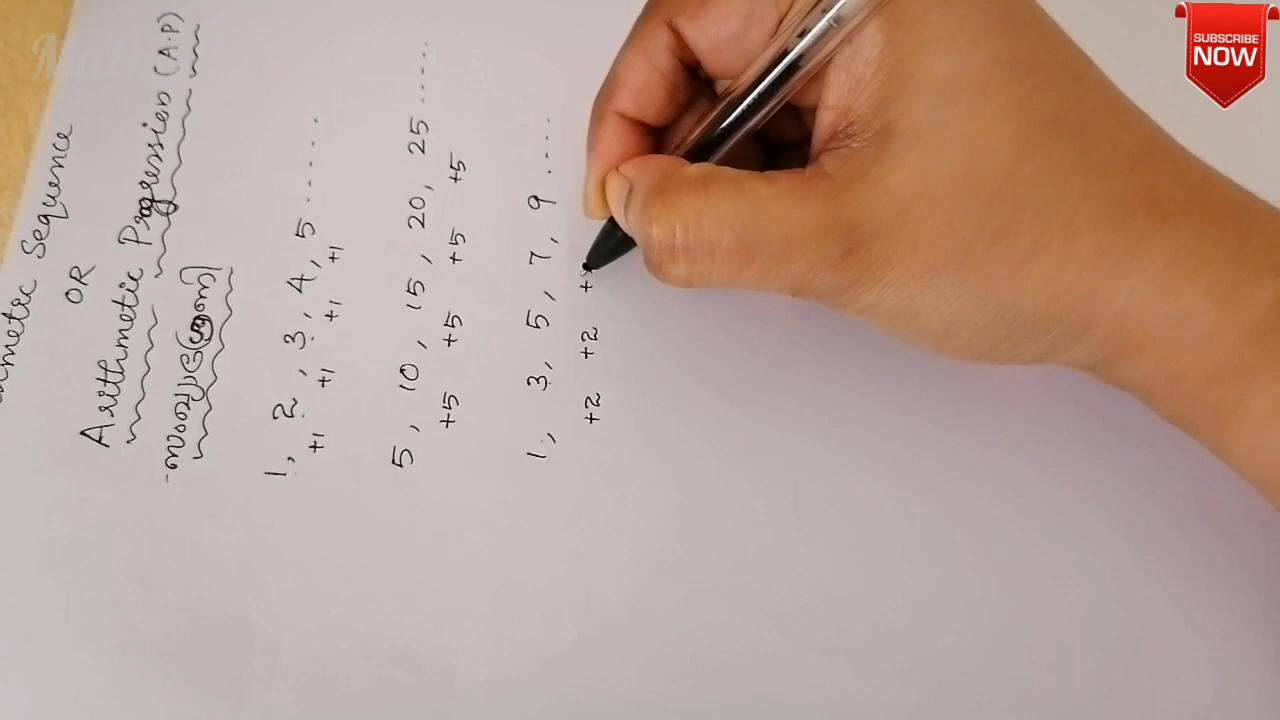 Sequence
OR
Arithmetic Progression (A.P)
1, 2, 3, 4, 5 .....
+1 +1 +1 +1
5, 10, 15, 20, 25 .....
+5 +5 +5 +5
1, 3, 5, 7, 9 ....
+2 +2 +
SUBSCRIBE
NOW